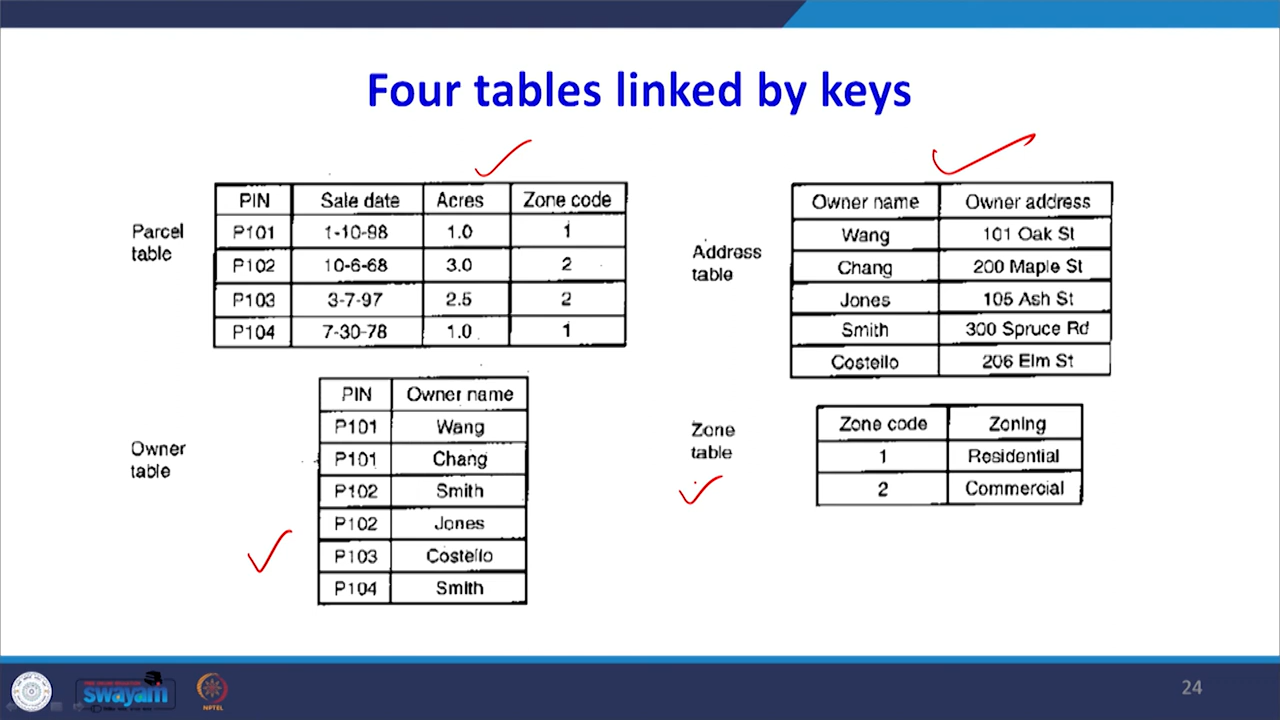 Four tables linked by keys
Parcel table
PIN Sale date Acres Zone code
P101 1-10-98 1.0 1
P102 10-6-68 3.0 2
P103 3-7-97 2.5 2
P104 7-30-78 1.0 1
Owner table
PIN Owner name
P101 Wang
P101 Chang
P102 Smith
P102 Jones
P103 Costello
P104 Smith
Address table
Owner name Owner address
Wang 101 Oak St
Chang 200 Maple St
Jones 105 Ash St
Smith 300 Spruce Rd
Costello 206 Elm St
Zone table
Zone code Zoning
1 Residential
2 Commercial
swayam
NPTEL
24